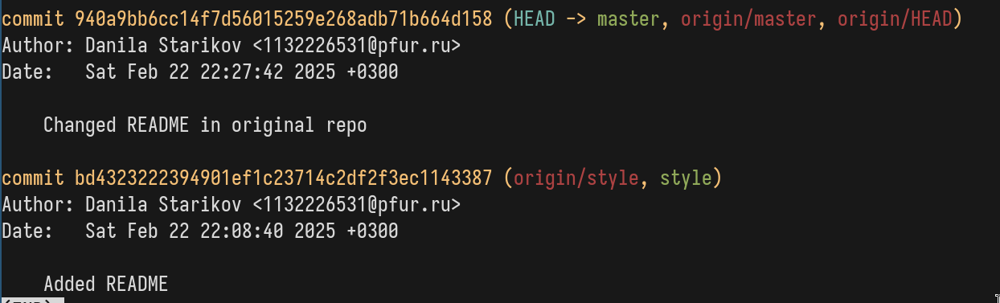 commit 940a9bb6cc14f7d56015259e268adb71b664d158 (HEAD -> master, origin/master, origin/HEAD)
Author: Danila Starikov <1132226531@pfur.ru>
Date:   Sat Feb 22 22:27:42 2025 +0300
Changed README in original repo
commit bd4323222394901ef1c23714c2df2f3ec1143387 (origin/style, style)
Author: Danila Starikov <1132226531@pfur.ru>
Date:   Sat Feb 22 22:08:40 2025 +0300
Added README